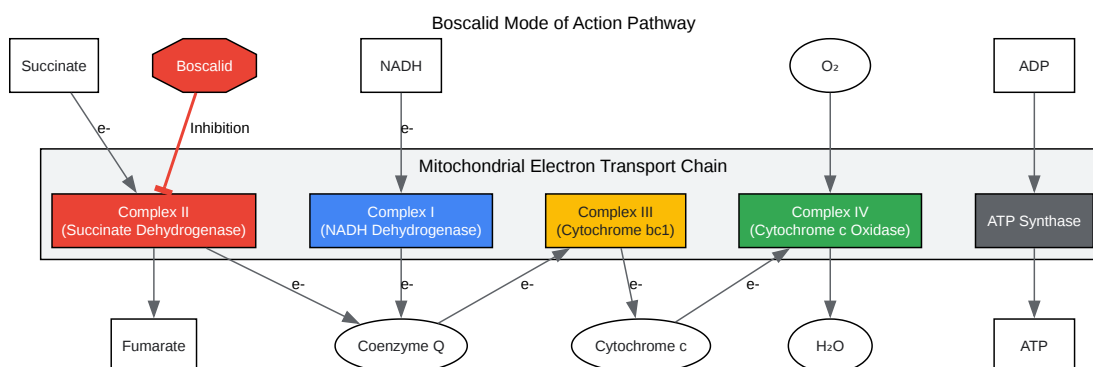 Boscalid Mode of Action Pathway
Succinate
Boscalid
NADH
O₂
ADP
e-
Inhibition
e-
Mitochondrial Electron Transport Chain
Complex II
(Succinate Dehydrogenase)
Complex I
(NADH Dehydrogenase)
Complex III
(Cytochrome bc1)
Complex IV
(Cytochrome c Oxidase)
ATP Synthase
e-
e-
e-
e-
e-
Fumarate
Coenzyme Q
Cytochrome c
H₂O
ATP